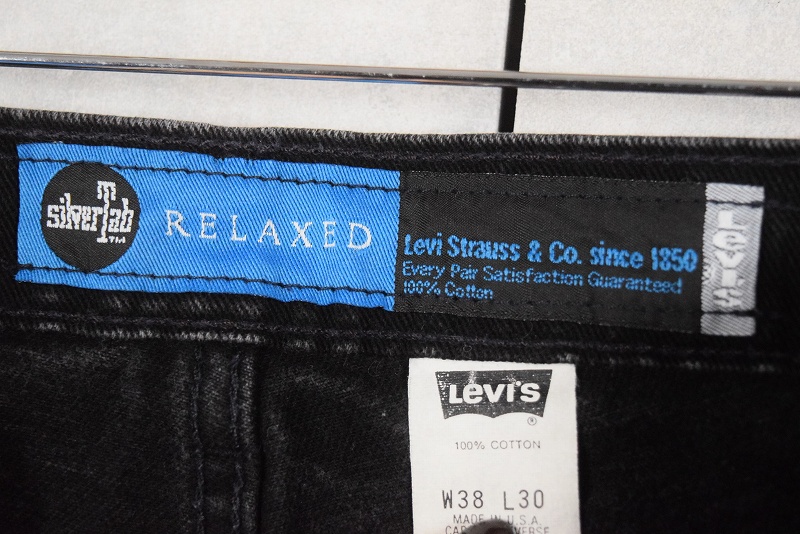 silverTab
TM
RELAXED
Levi Strauss & Co. since 1850
Every Pair Satisfaction Guaranteed
100% Cotton
LEVI'S
®
LEVI'S
®
100% COTTON
W38 L30
MADE IN U.S.A.